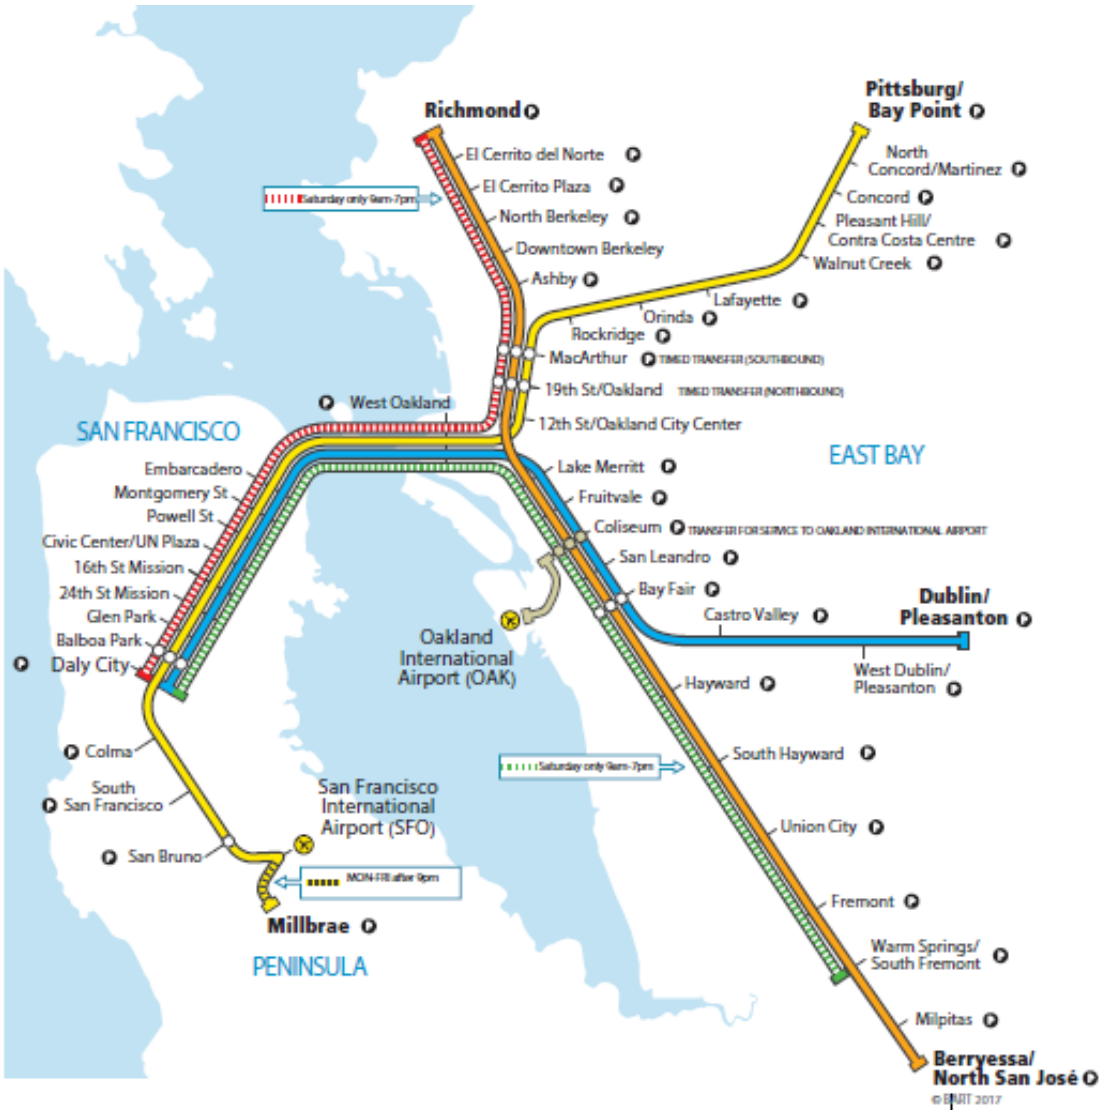 Richmond
El Cerrito del Norte
El Cerrito Plaza
North Berkeley
Downtown Berkeley
Ashby
Saturday only 9am-7pm
Pittsburg/
Bay Point
North
Concord/Martinez
Concord
Pleasant Hill/
Contra Costa Centre
Walnut Creek
Lafayette
Orinda
Rockridge
MacArthur TIMED TRANSFER (SOUTHBOUND)
19th St/Oakland TIMED TRANSFER (NORTHBOUND)
12th St/Oakland City Center
West Oakland
SAN FRANCISCO
EAST BAY
Embarcadero
Montgomery St
Powell St
Civic Center/UN Plaza
16th St Mission
24th St Mission
Glen Park
Balboa Park
Daly City
Lake Merritt
Fruitvale
Coliseum TRANSFER FOR SERVICE TO OAKLAND INTERNATIONAL AIRPORT
San Leandro
Bay Fair
Castro Valley
Dublin/
Pleasanton
West Dublin/
Pleasanton
Oakland
International
Airport (OAK)
Hayward
South Hayward
Saturday only 9am-7pm
Union City
Fremont
Warm Springs/
South Fremont
Milpitas
Berryessa/
North San José
© BART 2017
Colma
South
San Francisco
San Bruno
San Francisco
International
Airport (SFO)
MON-FRI after 9pm
Millbrae
PENINSULA